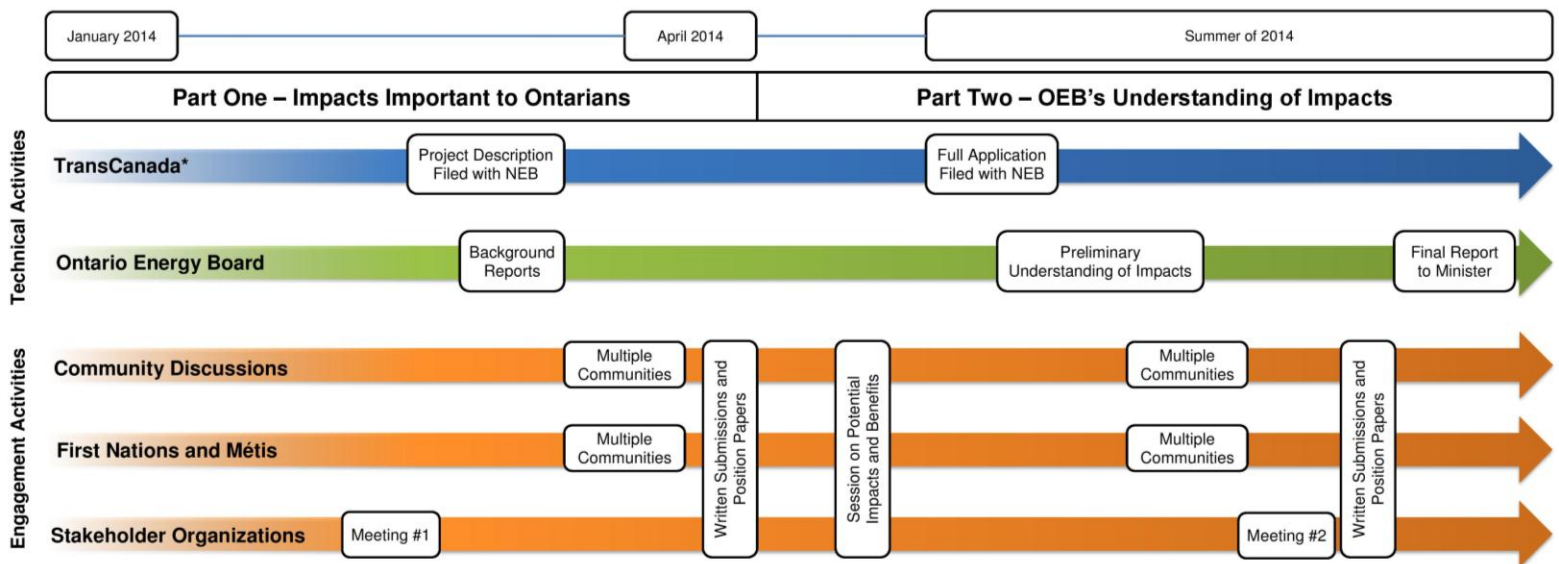 January 2014
April 2014
Summer of 2014
Part One – Impacts Important to Ontarians
Part Two – OEB's Understanding of Impacts
Technical Activities
TransCanada*
Project Description
Filed with NEB
Full Application
Filed with NEB
Ontario Energy Board
Background
Reports
Preliminary
Understanding of Impacts
Final Report
to Minister
Engagement Activities
Community Discussions
Multiple
Communities
Written Submissions and
Position Papers
Session on Potential
Impacts and Benefits
Multiple
Communities
Written Submissions and
Position Papers
First Nations and Métis
Multiple
Communities
Multiple
Communities
Stakeholder Organizations
Meeting #1
Meeting #2